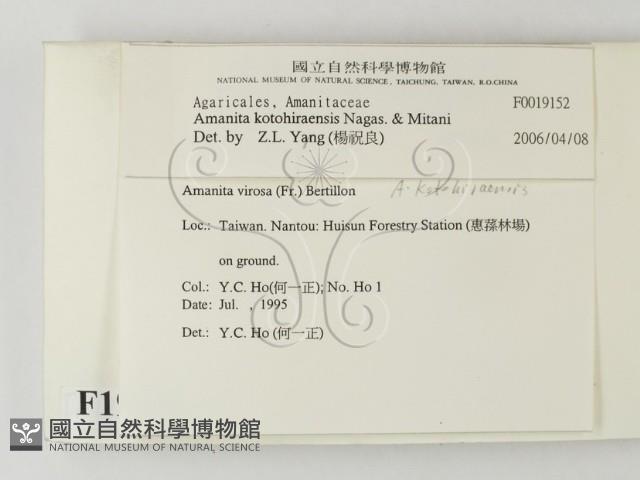 國立自然科學博物館
NATIONAL MUSEUM OF NATURAL SCIENCE, TAICHUNG, TAIWAN, R.O.CHINA
Agaricales, Amanitaceae F0019152
Amanita kotohiraensis Nagas. & Mitani
Det. by Z.L. Yang (楊祝良) 2006/04/08
Amanita virosa (Fr.) Bertillon A. kotohiraensis
Loc.: Taiwan. Nantou: Huisun Forestry Station (惠蓀林場)
on ground.
Col.: Y.C. Ho(何一正); No. Ho 1
Date: Jul. , 1995
Det.: Y.C. Ho (何一正)
國立自然科學博物館
NATIONAL MUSEUM OF NATURAL SCIENCE